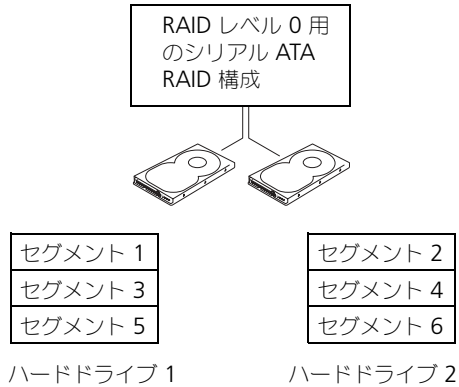 RAID レベル 0 用
のシリアル ATA
RAID 構成
セグメント 1
セグメント 3
セグメント 5
セグメント 2
セグメント 4
セグメント 6
ハードドライブ 1
ハードドライブ 2